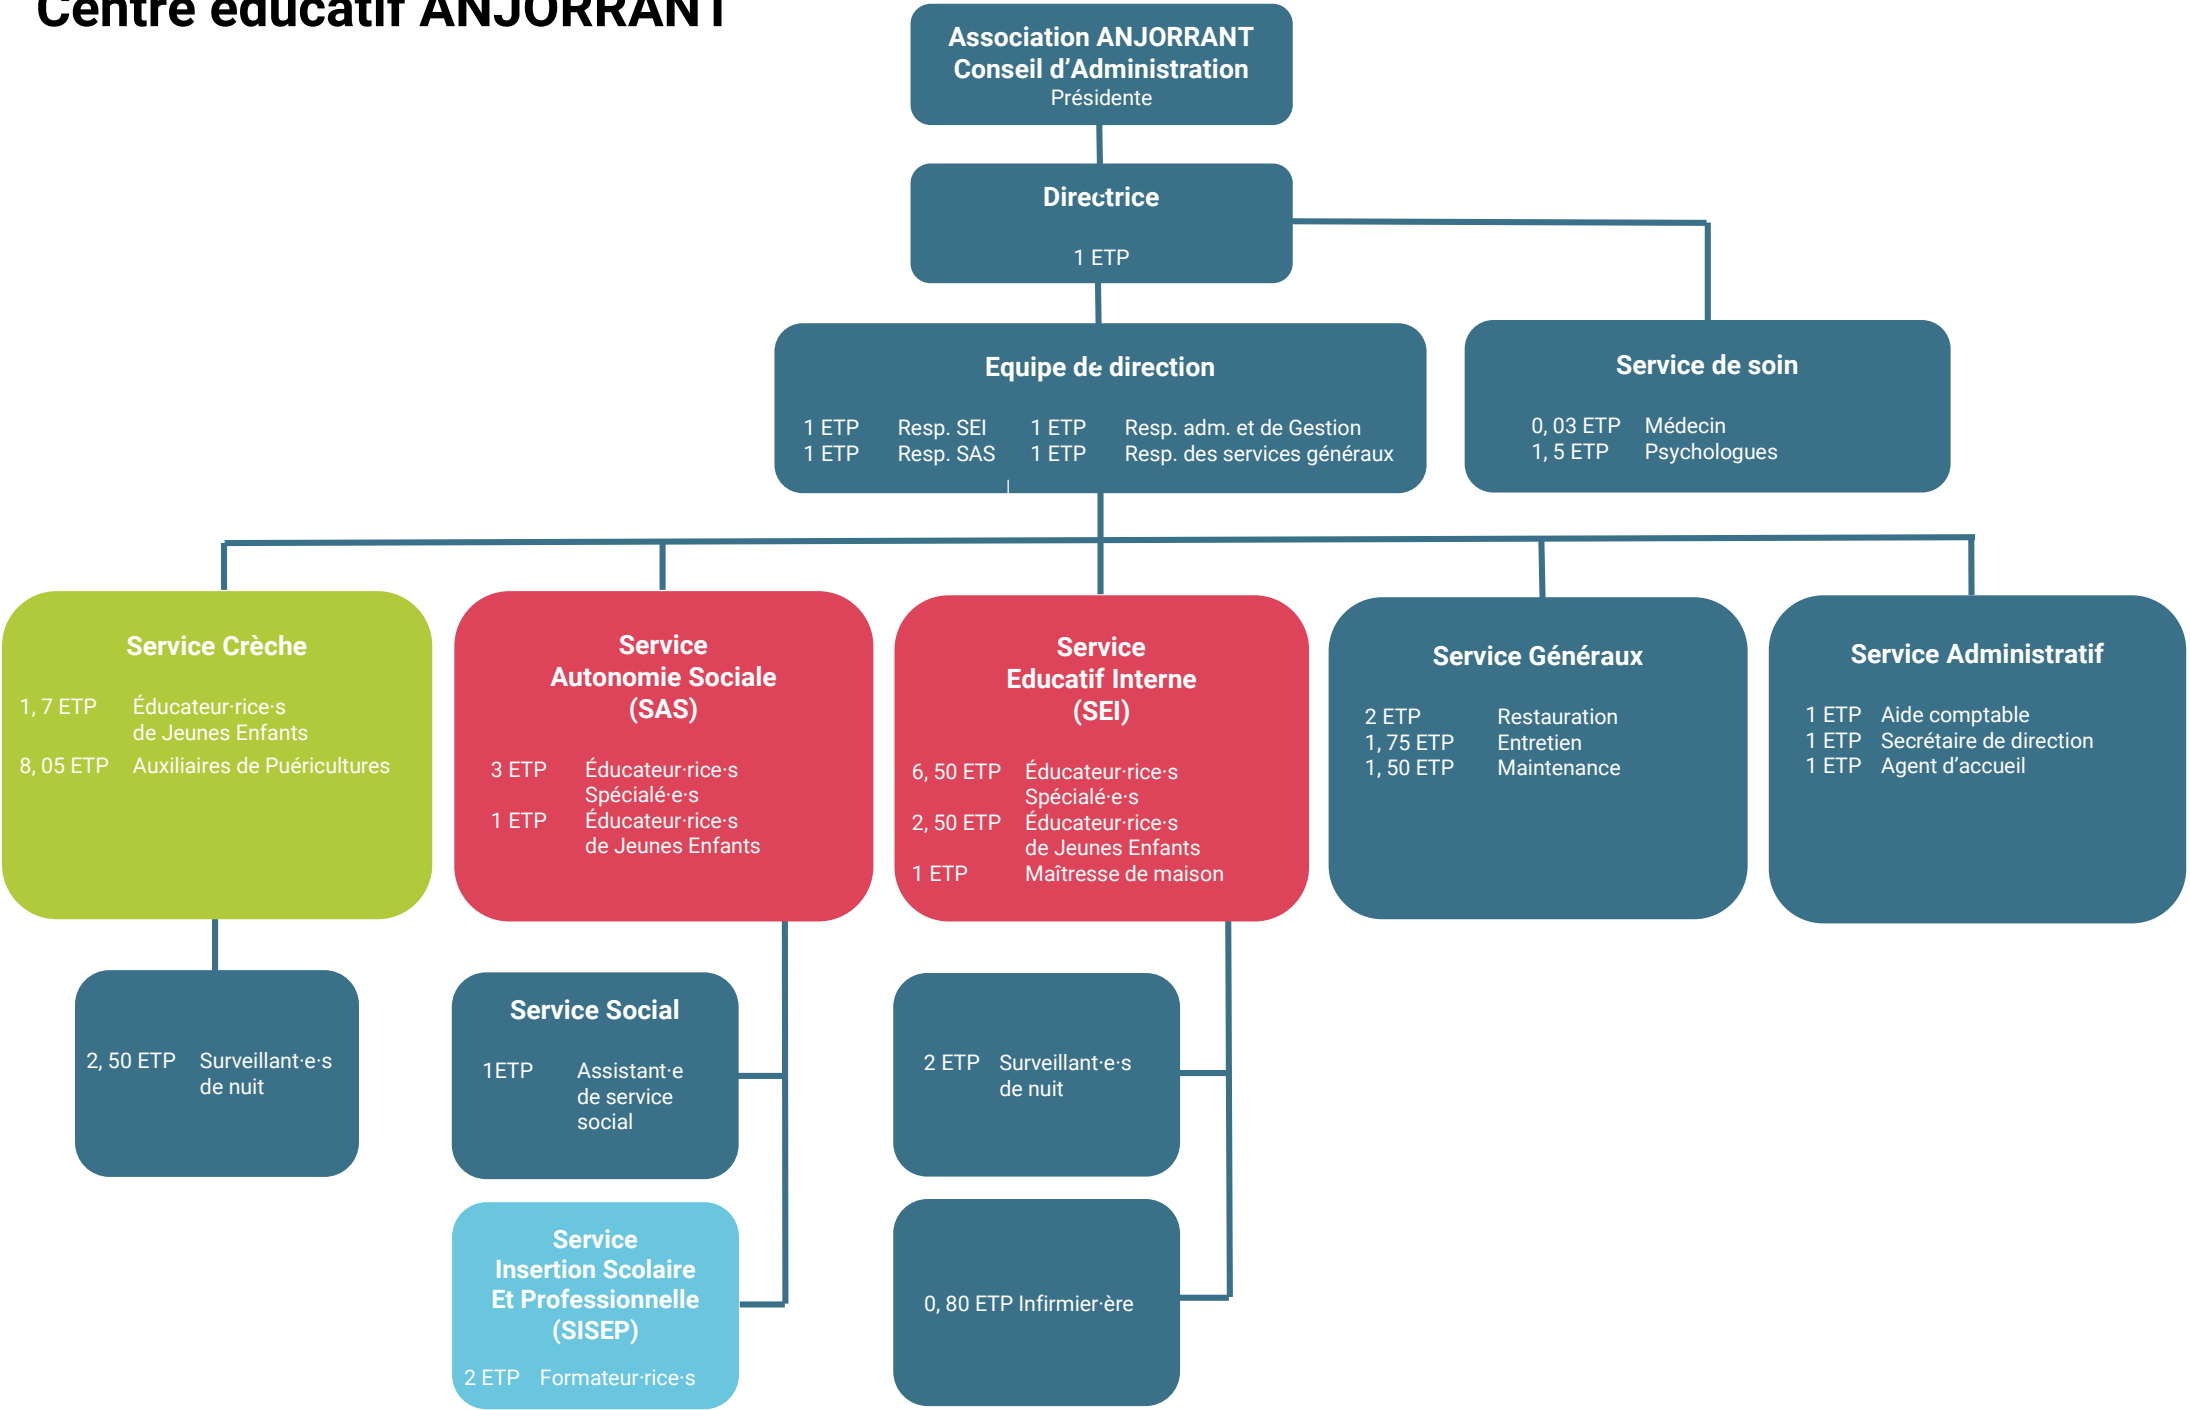 Centre éducatif ANJORRANT
Association ANJORRANT
Conseil d’Administration
Présidente
Directrice
1 ETP
Equipe de direction
1 ETP Resp. SEI 1 ETP Resp. adm. et de Gestion
1 ETP Resp. SAS 1 ETP Resp. des services généraux
Service de soin
0, 03 ETP Médecin
1, 5 ETP Psychologues
Service Crèche
1, 7 ETP Éducateur·rice·s
de Jeunes Enfants
8, 05 ETP Auxiliaires de Puéricultures
Service
Autonomie Sociale
(SAS)
3 ETP Éducateur·rice·s
Spécialé·e·s
1 ETP Éducateur·rice·s
de Jeunes Enfants
Service
Educatif Interne
(SEI)
6, 50 ETP Éducateur·rice·s
Spécialé·e·s
2, 50 ETP Éducateur·rice·s
de Jeunes Enfants
1 ETP Maîtresse de maison
Service Généraux
2 ETP Restauration
1, 75 ETP Entretien
1, 50 ETP Maintenance
Service Administratif
1 ETP Aide comptable
1 ETP Secrétaire de direction
1 ETP Agent d’accueil
2, 50 ETP Surveillant·e·s
de nuit
Service Social
1ETP Assistant·e
de service
social
2 ETP Surveillant·e·s
de nuit
Service
Insertion Scolaire
Et Professionnelle
(SISEP)
2 ETP Formateur·rice·s
0, 80 ETP Infirmier·ère